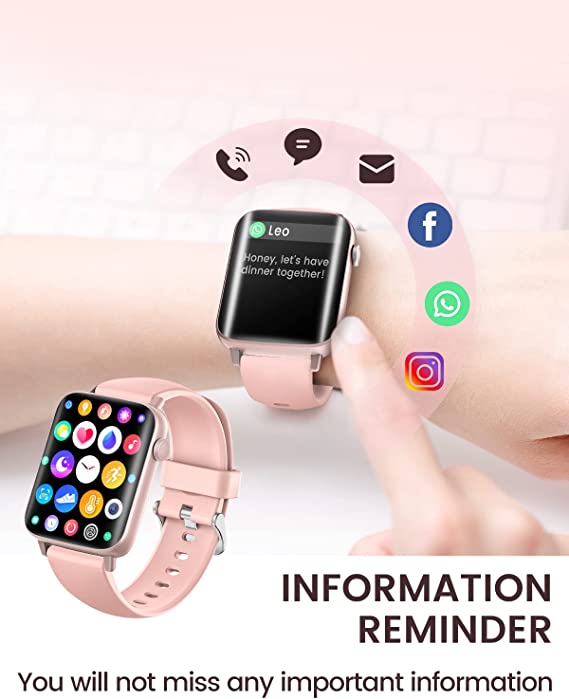 Leo
Honey, let's have
dinner together!
INFORMATION
REMINDER
You will not miss any important information